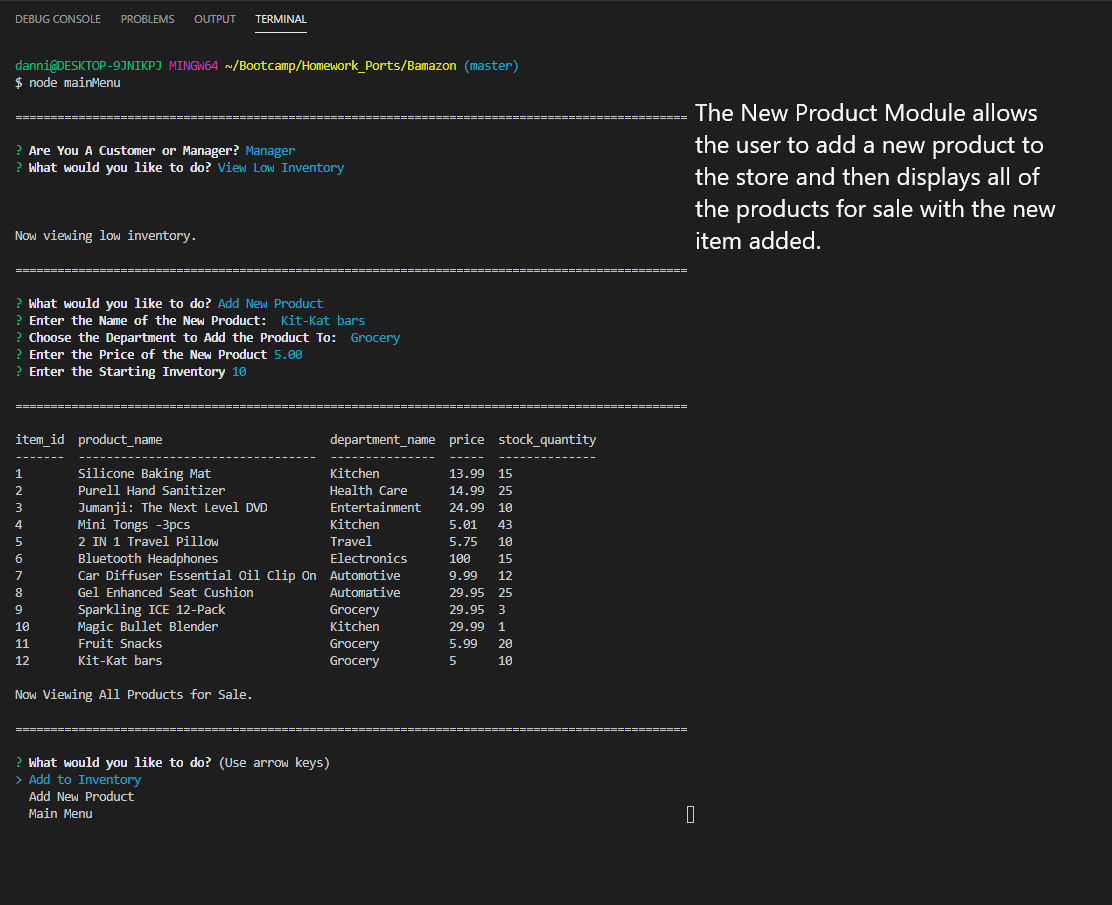 DEBUG CONSOLE PROBLEMS OUTPUT TERMINAL
danni@DESKTOP-9JNIKPJ MINGW64 ~/Bootcamp/Homework_Ports/Bamazon (master)
$ node mainMenu
================================================================================================
? Are You A Customer or Manager? Manager
? What would you like to do? View Low Inventory
Now viewing low inventory.
================================================================================================
? What would you like to do? Add New Product
? Enter the Name of the New Product:  Kit-Kat bars
? Choose the Department to Add the Product To:  Grocery
? Enter the Price of the New Product 5.00
? Enter the Starting Inventory 10
================================================================================================
item_id  product_name                        department_name  price  stock_quantity
-------  ----------------------------------  ---------------  -----  --------------
1        Silicone Baking Mat                 Kitchen          13.99  15
2        Purell Hand Sanitizer               Health Care      14.99  25
3        Jumanji: The Next Level DVD         Entertainment    24.99  10
4        Mini Tongs -3pcs                    Kitchen          5.01   43
5        2 IN 1 Travel Pillow                Travel           5.75   10
6        Bluetooth Headphones                Electronics      100    15
7        Car Diffuser Essential Oil Clip On  Automotive       9.99   12
8        Gel Enhanced Seat Cushion           Automative       29.95  25
9        Sparkling ICE 12-Pack               Grocery          29.95  3
10       Magic Bullet Blender                Kitchen          29.99  1
11       Fruit Snacks                        Grocery          5.99   20
12       Kit-Kat bars                        Grocery          5      10
Now Viewing All Products for Sale.
================================================================================================
? What would you like to do? (Use arrow keys)
> Add to Inventory
Add New Product
Main Menu
The New Product Module allows
the user to add a new product to
the store and then displays all of
the products for sale with the new
item added.